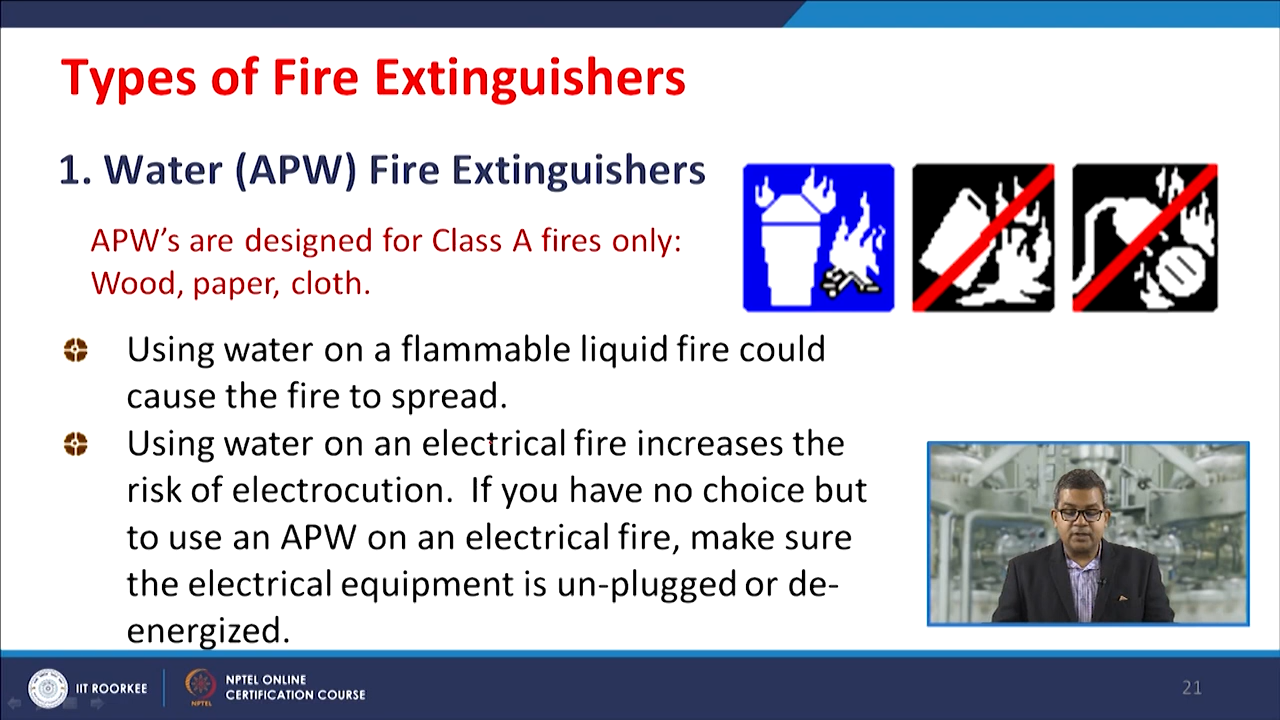 Types of Fire Extinguishers
1. Water (APW) Fire Extinguishers
APW’s are designed for Class A fires only:
Wood, paper, cloth.
Using water on a flammable liquid fire could
cause the fire to spread.
Using water on an electrical fire increases the
risk of electrocution. If you have no choice but
to use an APW on an electrical fire, make sure
the electrical equipment is un-plugged or de-
energized.
IIT ROORKEE
NPTEL
NPTEL ONLINE
CERTIFICATION COURSE
21